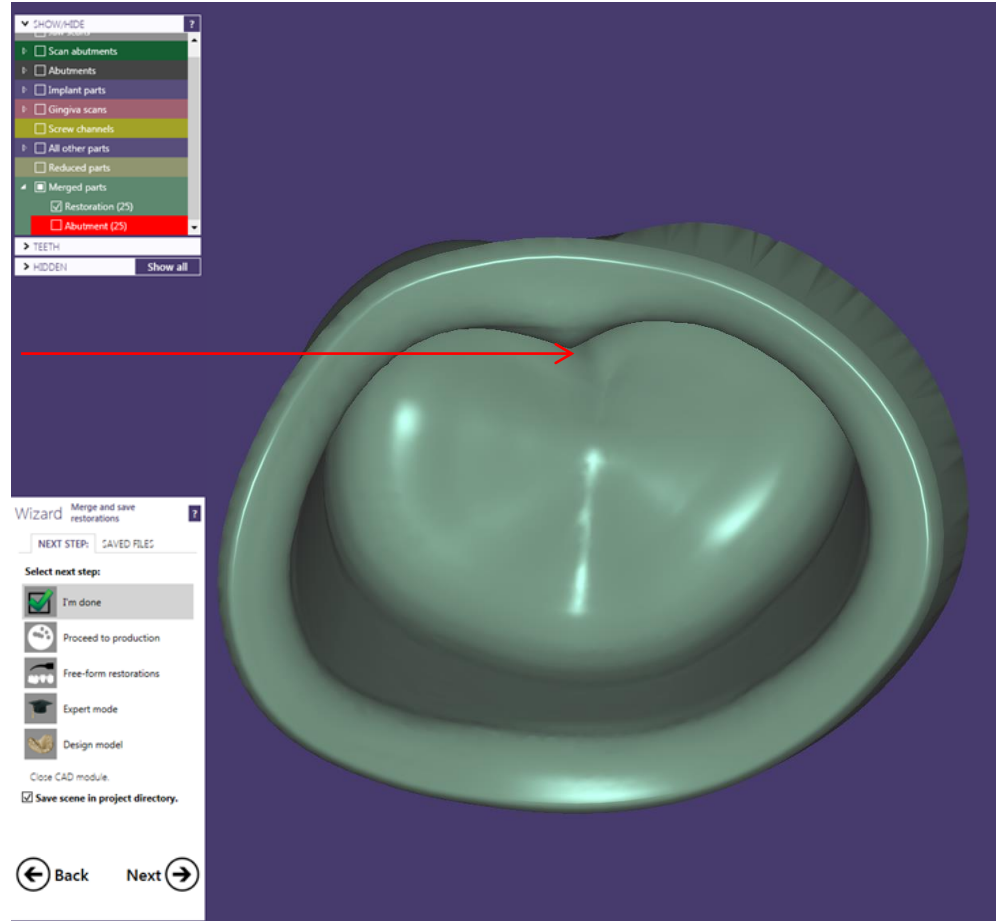 SHOW/HIDE ?
Jaw scans
Scan abutments
Abutments
Implant parts
Gingiva scans
Screw channels
All other parts
Reduced parts
Merged parts
Restoration (25)
Abutment (25)
TEETH
HIDDEN Show all
Wizard Merge and save restorations ?
NEXT STEP: SAVED FILES
Select next step:
I'm done
Proceed to production
Free-form restorations
Expert mode
Design model
Close CAD module.
Save scene in project directory.
Back Next